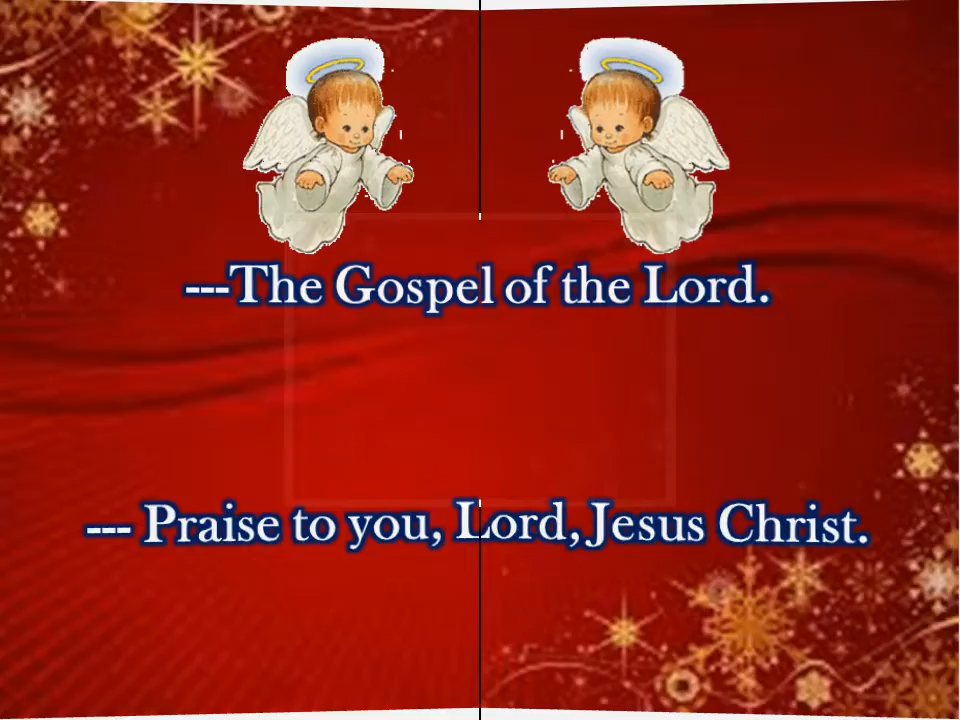 ---The Gospel of the Lord.
--- Praise to you, Lord, Jesus Christ.